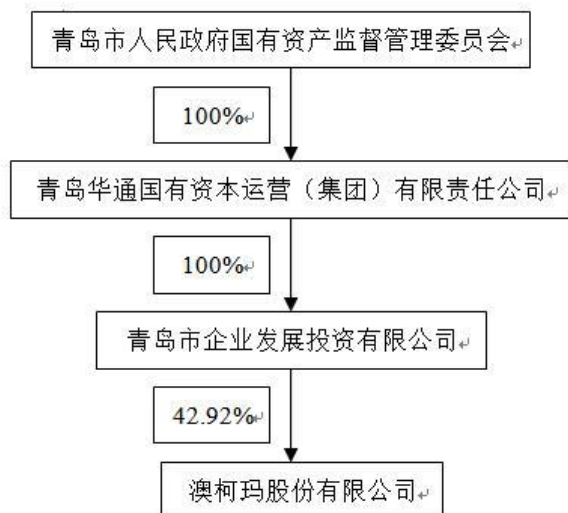 青岛市人民政府国有资产监督管理委员会
100%
青岛华通国有资本运营（集团）有限责任公司
100%
青岛市企业发展投资有限公司
42.92%
澳柯玛股份有限公司